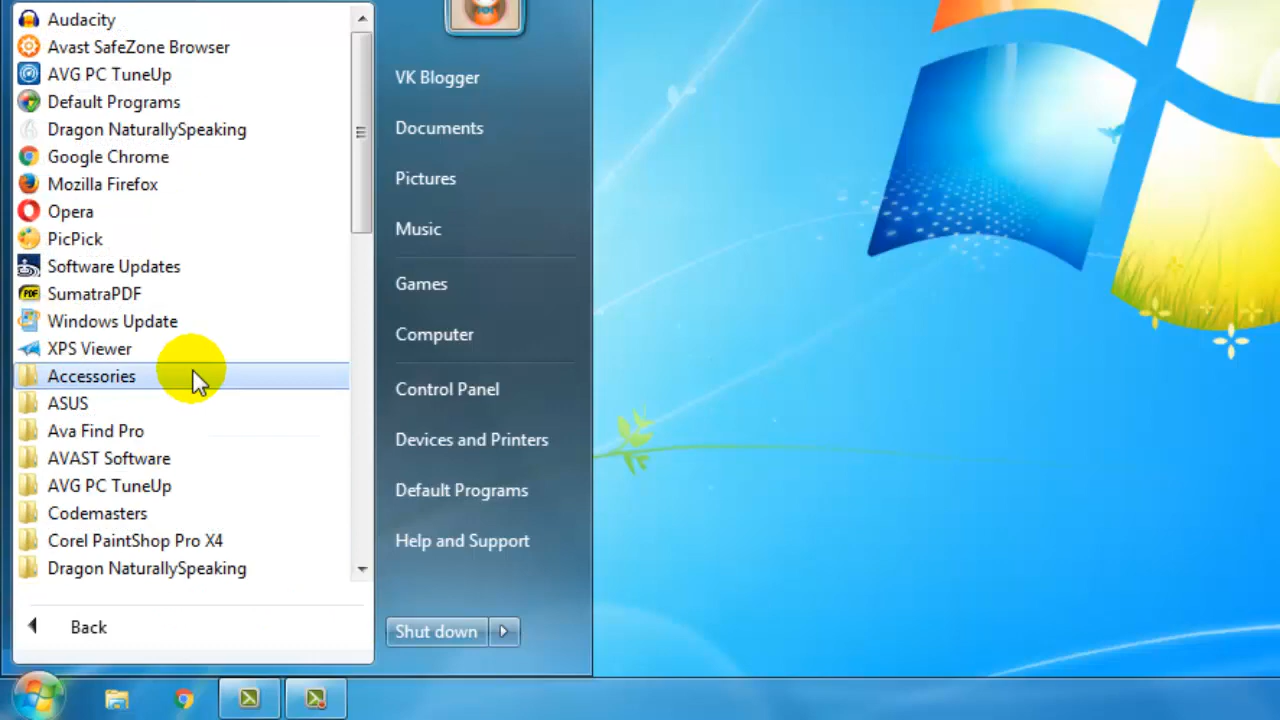 Audacity
Avast SafeZone Browser
AVG PC TuneUp
Default Programs
Dragon NaturallySpeaking
Google Chrome
Mozilla Firefox
Opera
PicPick
Software Updates
SumatraPDF
Windows Update
XPS Viewer
Accessories
ASUS
Ava Find Pro
AVAST Software
AVG PC TuneUp
Codemasters
Corel PaintShop Pro X4
Dragon NaturallySpeaking
Back
VK Blogger
Documents
Pictures
Music
Games
Computer
Control Panel
Devices and Printers
Default Programs
Help and Support
Shut down